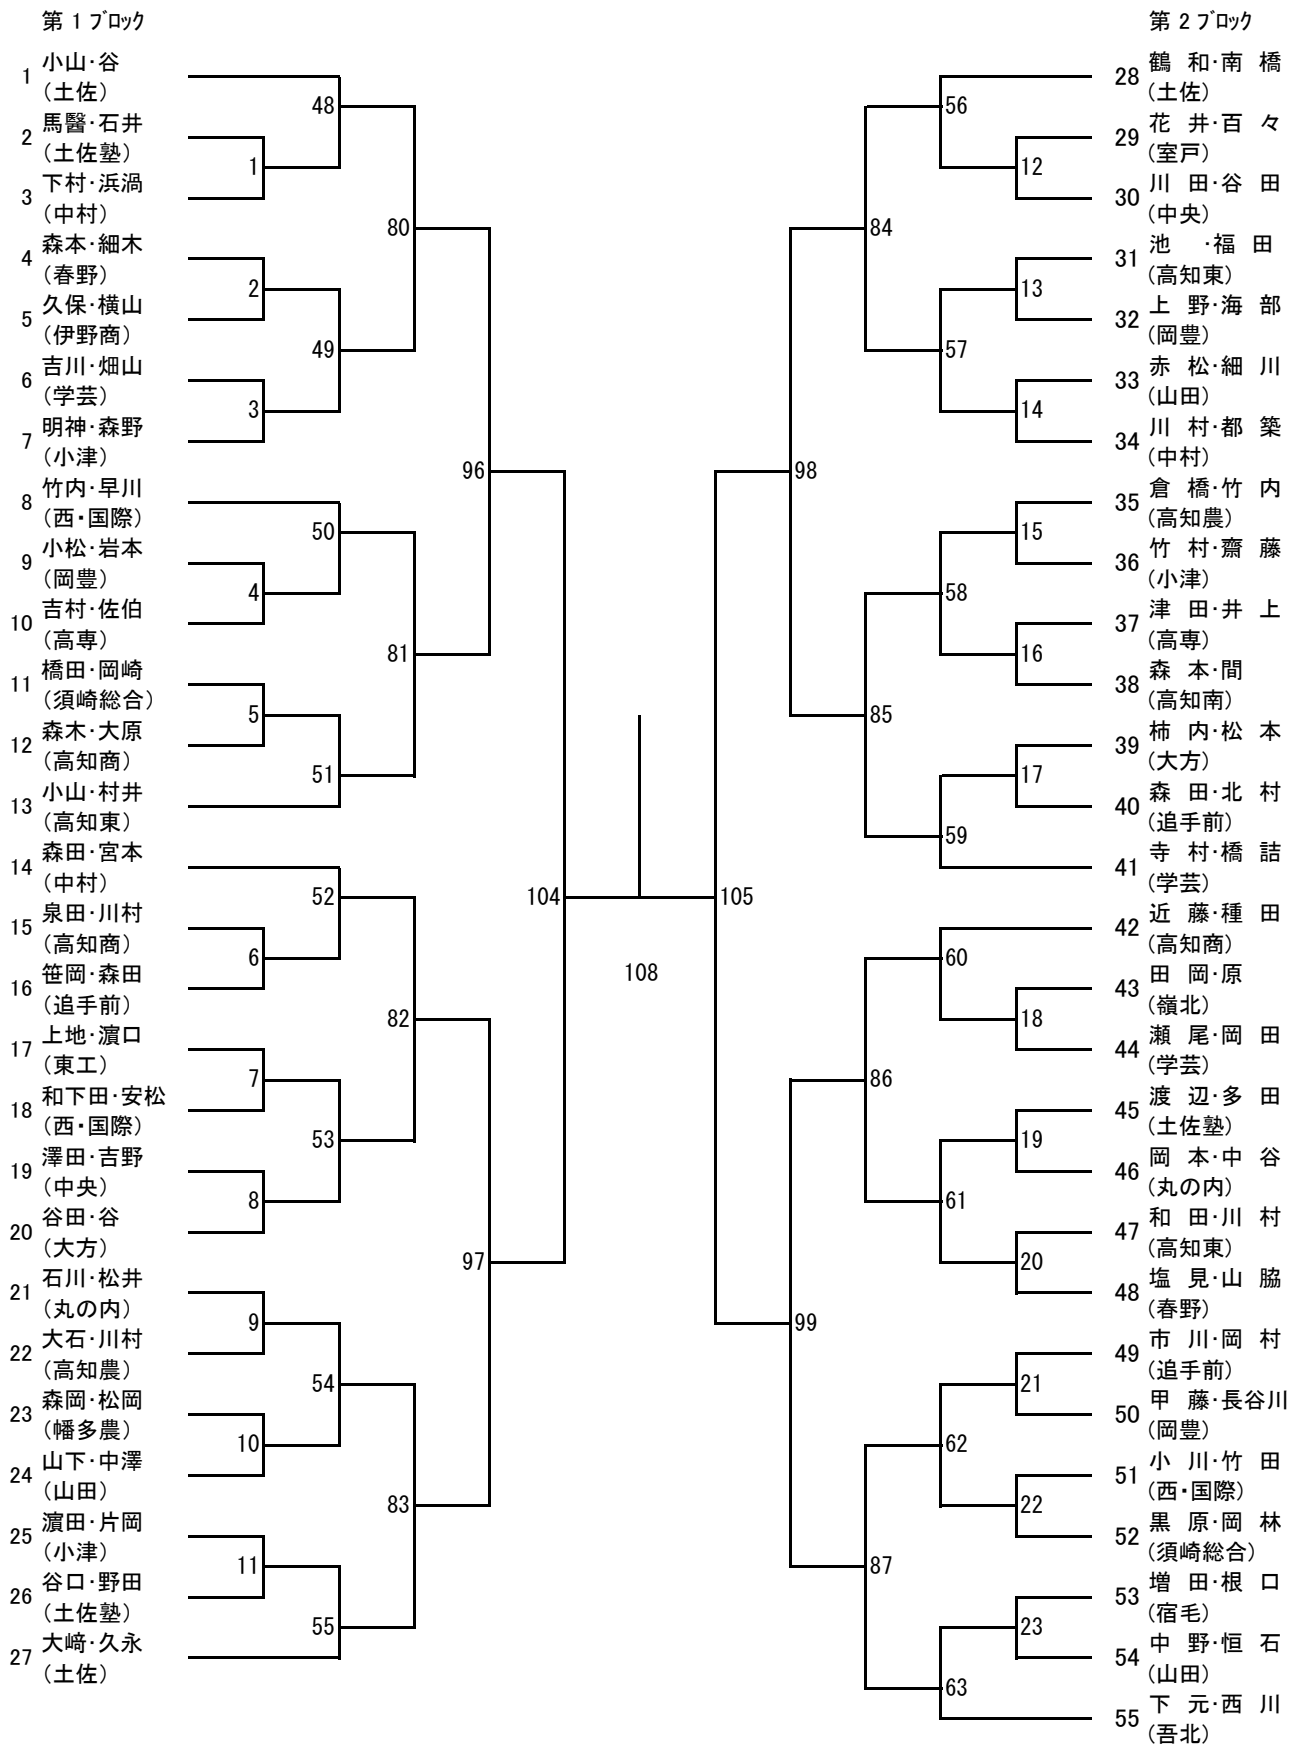 第１ブロック
1 小山・谷
(土佐)
2 馬醫・石井
(土佐塾)
3 下村・浜渦
(中村)
4 森本・細木
(春野)
5 久保・横山
(伊野商)
6 吉川・畑山
(学芸)
7 明神・森野
(小津)
8 竹内・早川
(西・国際)
9 小松・岩本
(岡豊)
10 吉村・佐伯
(高専)
11 橋田・岡崎
(須崎総合)
12 森木・大原
(高知商)
13 小山・村井
(高知東)
14 森田・宮本
(中村)
15 泉田・川村
(高知商)
16 笹岡・森田
(追手前)
17 上地・濵口
(東工)
18 和下田・安松
(西・国際)
19 澤田・吉野
(中央)
20 谷田・谷
(大方)
21 石川・松井
(丸の内)
22 大石・川村
(高知農)
23 森岡・松岡
(幡多農)
24 山下・中澤
(山田)
25 濵田・片岡
(小津)
26 谷口・野田
(土佐塾)
27 大﨑・久永
(土佐)
48
1
80
2
49
3
96
50
4
81
5
51
104
52
6
82
7
53
8
97
9
54
10
83
11
55
108
105
56
12
84
13
57
14
98
15
58
16
85
17
59
60
18
86
19
61
20
99
21
62
22
87
23
63
第２ブロック
28 鶴 和・南 橋
(土佐)
29 花 井・百 々
(室戸)
30 川 田・谷 田
(中央)
31 池 ・福 田
(高知東)
32 上 野・海 部
(岡豊)
33 赤 松・細 川
(山田)
34 川 村・都 築
(中村)
35 倉 橋・竹 内
(高知農)
36 竹 村・齋 藤
(小津)
37 津 田・井 上
(高専)
38 森 本・間
(高知南)
39 柿 内・松 本
(大方)
40 森 田・北 村
(追手前)
41 寺 村・橋 詰
(学芸)
42 近 藤・種 田
(高知商)
43 田 岡・原
(嶺北)
44 瀬 尾・岡 田
(学芸)
45 渡 辺・多 田
(土佐塾)
46 岡 本・中 谷
(丸の内)
47 和 田・川 村
(高知東)
48 塩 見・山 脇
(春野)
49 市 川・岡 村
(追手前)
50 甲 藤・長谷川
(岡豊)
51 小 川・竹 田
(西・国際)
52 黒 原・岡 林
(須崎総合)
53 増 田・根 口
(宿毛)
54 中 野・恒 石
(山田)
55 下 元・西 川
(吾北)